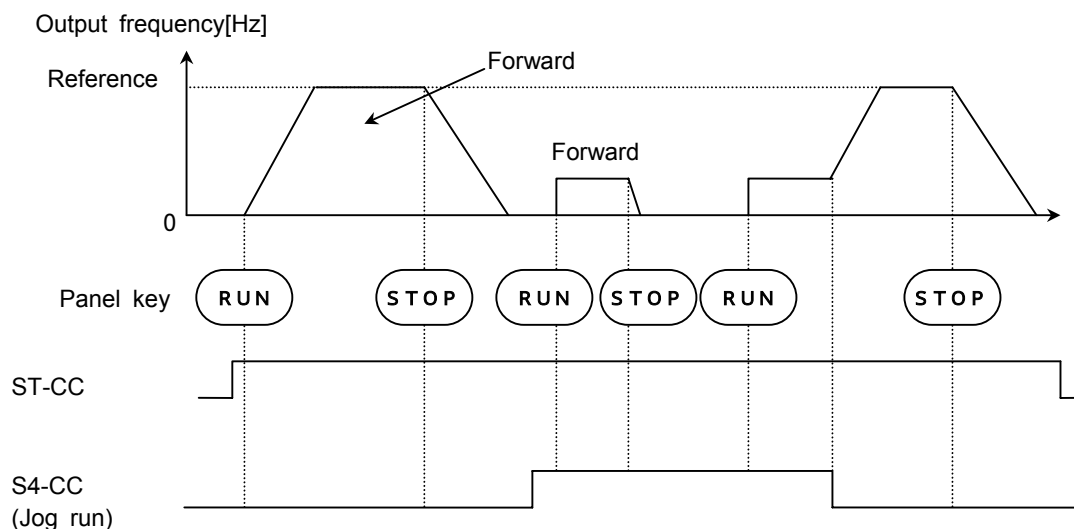 Output frequency[Hz]
Reference
Forward
Forward
0
Panel key
RUN
STOP
RUN
STOP
RUN
STOP
ST-CC
S4-CC
(Jog run)